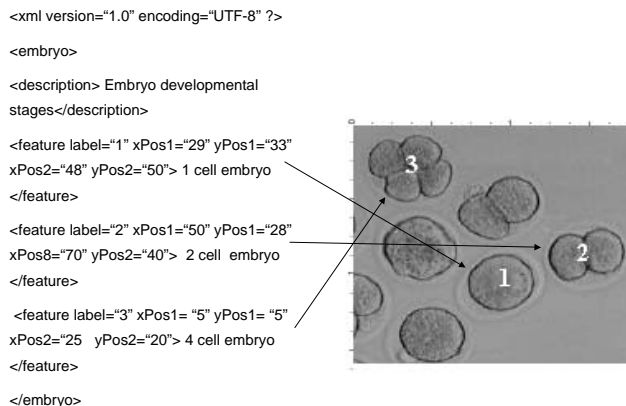 <xml version=“1.0” encoding=“UTF-8” ?>
<embryo>
<description> Embryo developmental
stages</description>
<feature label=“1” xPos1=“29” yPos1=“33”
xPos2=“48” yPos2=“50”> 1 cell embryo
</feature>
<feature label=“2” xPos1=“50” yPos1=“28”
xPos8=“70” yPos2=“40”> 2 cell embryo
</feature>
<feature label=“3” xPos1= “5” yPos1= “5”
xPos2=“25 yPos2=“20”> 4 cell embryo
</feature>
</embryo>
3
2
1